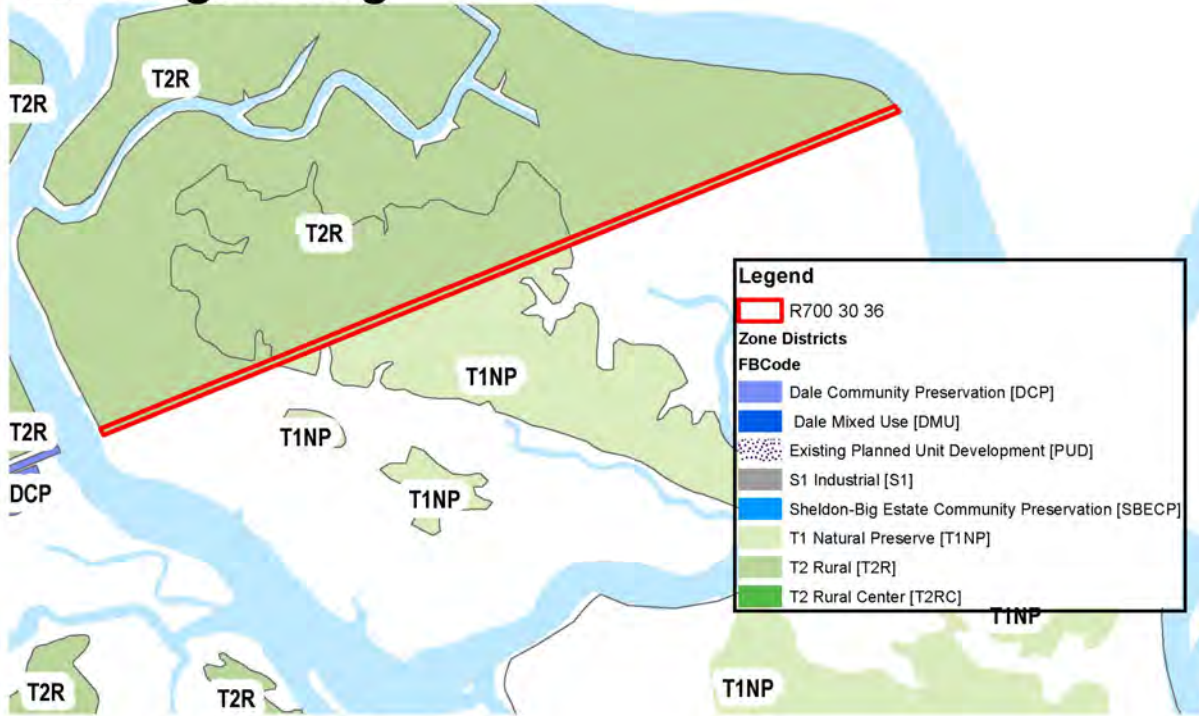 T2R
T2R
T2R
T1NP
T2R
T1NP
DCP
T1NP
T2R
T2R
T1NP
T1NP
Legend
R700 30 36
Zone Districts
FBCode
Dale Community Preservation [DCP]
Dale Mixed Use [DMU]
Existing Planned Unit Development [PUD]
S1 Industrial [S1]
Sheldon-Big Estate Community Preservation [SBECP]
T1 Natural Preserve [T1NP]
T2 Rural [T2R]
T2 Rural Center [T2RC]